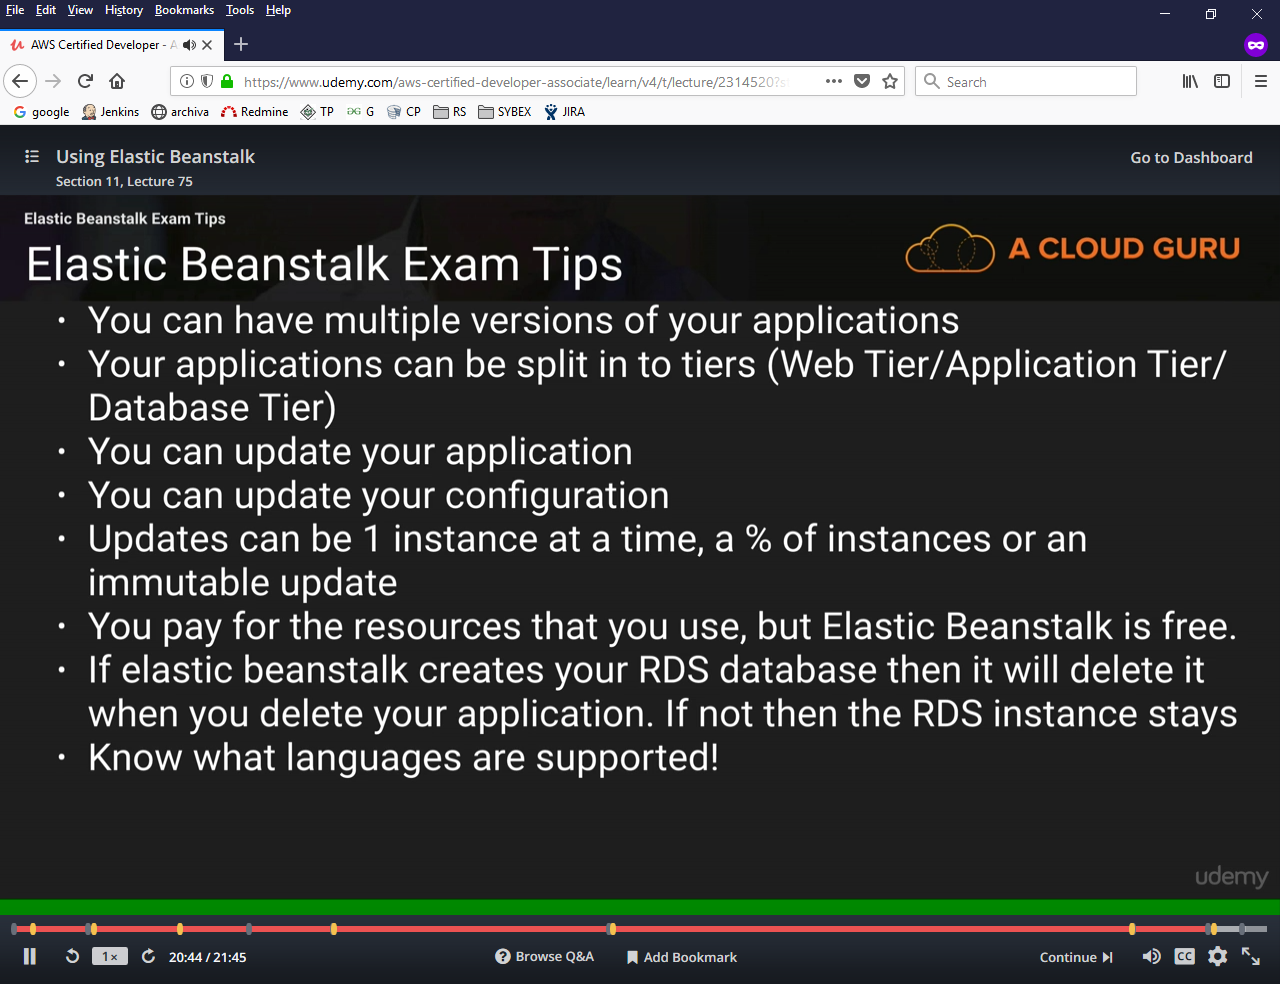 File Edit View History Bookmarks Tools Help
AWS Certified Developer - A
https://www.udemy.com/aws-certified-developer-associate/learn/v4/t/lecture/2314520?s
Search
google Jenkins archiva Redmine TP G CP RS SYBEX JIRA
Using Elastic Beanstalk
Go to Dashboard
Section 11, Lecture 75
Elastic Beanstalk Exam Tips
Elastic Beanstalk Exam Tips
A CLOUD GURU
• You can have multiple versions of your applications
• Your applications can be split in to tiers (Web Tier/Application Tier/
Database Tier)
• You can update your application
• You can update your configuration
• Updates can be 1 instance at a time, a % of instances or an
immutable update
• You pay for the resources that you use, but Elastic Beanstalk is free.
• If elastic beanstalk creates your RDS database then it will delete it
when you delete your application. If not then the RDS instance stays
• Know what languages are supported!
udemy
1x 20:44 / 21:45 Browse Q&A Add Bookmark Continue CC